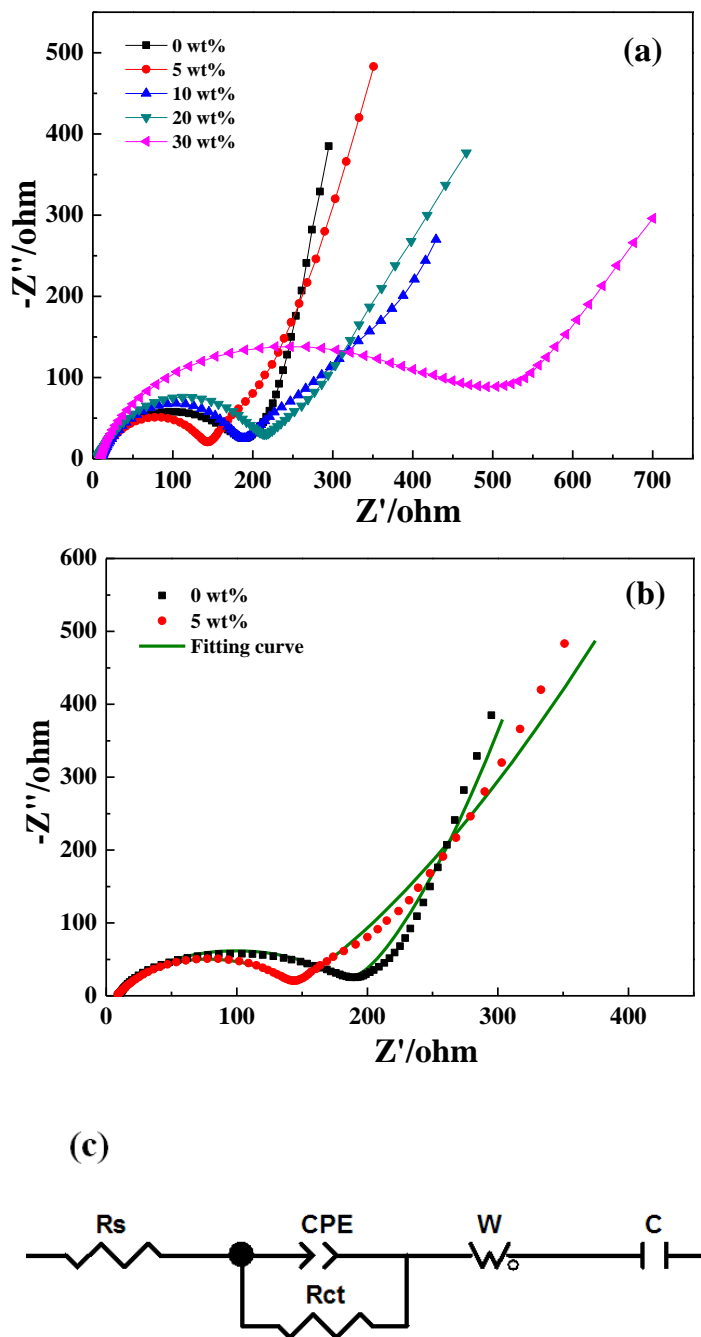 (a)
0 wt%
5 wt%
10 wt%
20 wt%
30 wt%
500
400
300
200
100
0
-Z''/ohm
0 100 200 300 400 500 600 700
Z'/ohm
(b)
0 wt%
5 wt%
Fitting curve
600
500
400
300
200
100
0
-Z''/ohm
0 100 200 300 400
Z'/ohm
(c)
Rs CPE W C
Rct